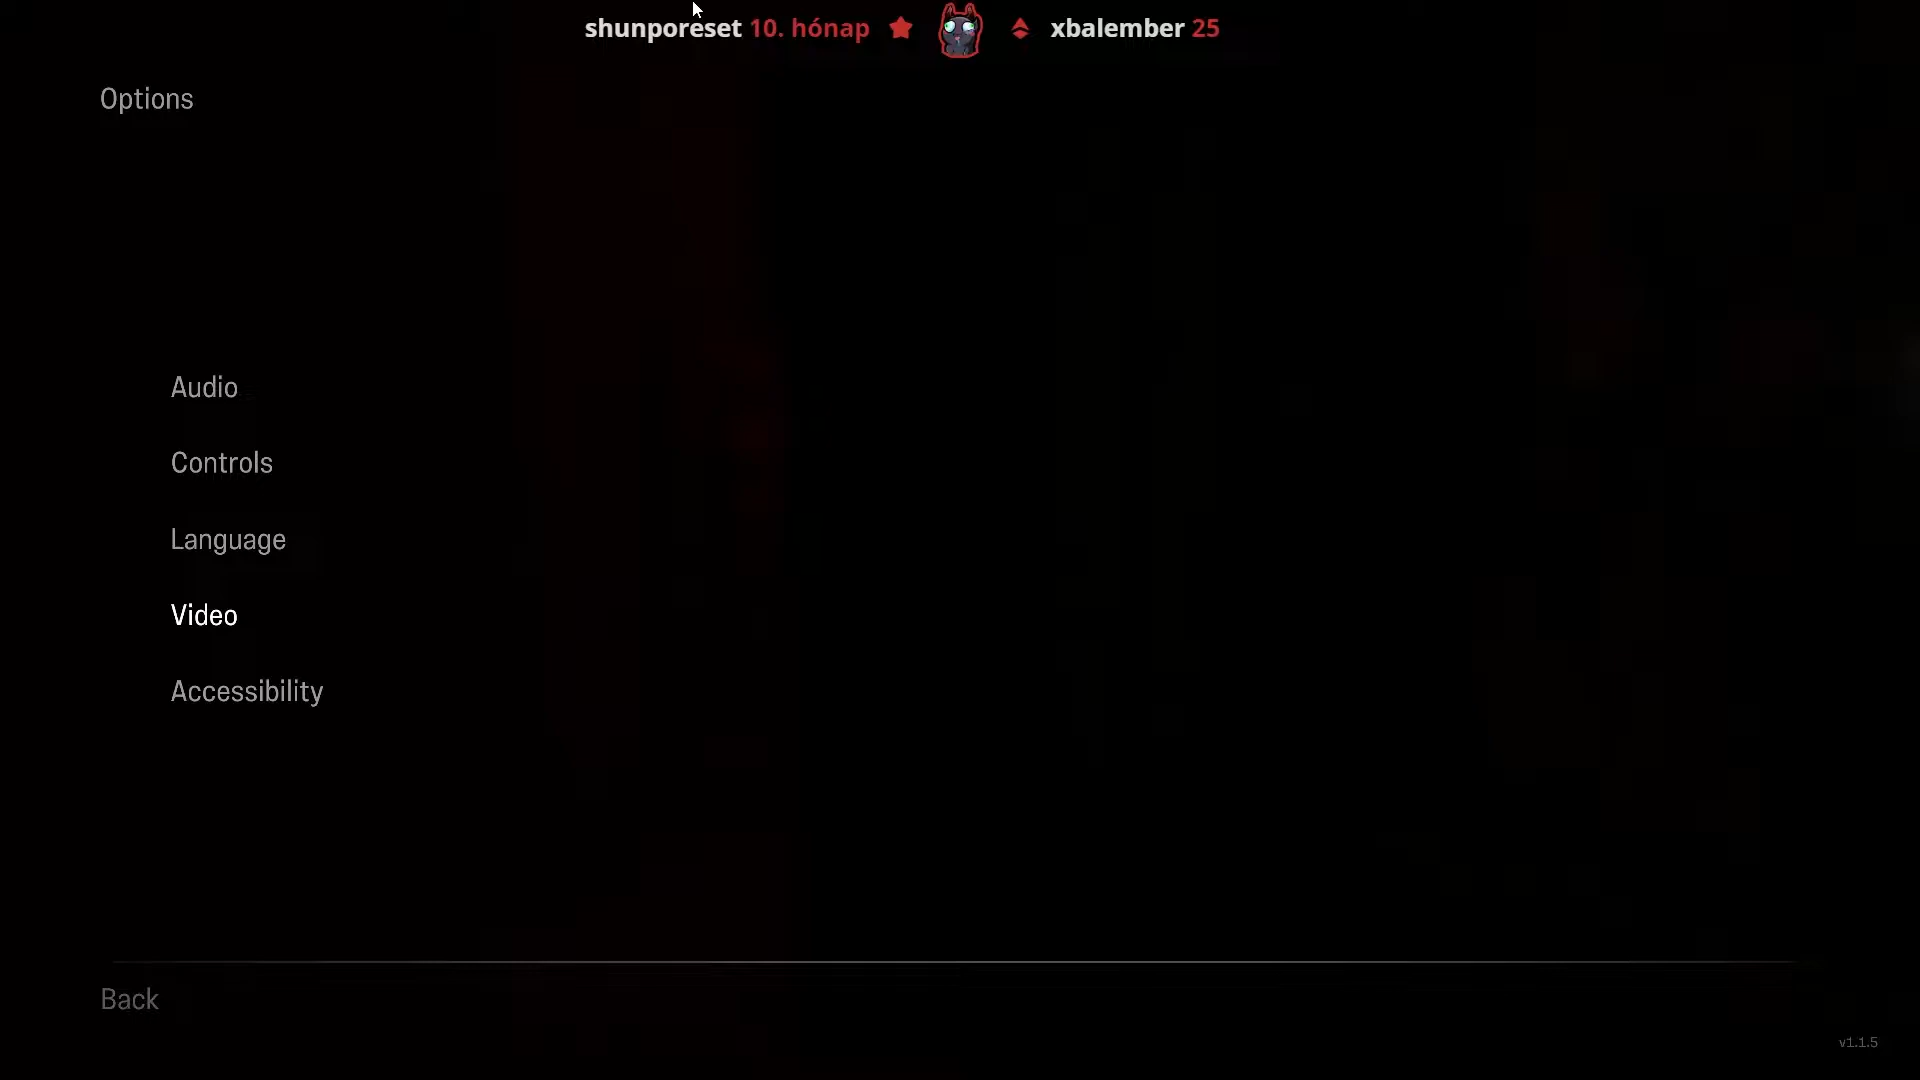 shunporeset 10. hónap xbalember 25
Options
Audio
Controls
Language
Video
Accessibility
Back
v1.1.5